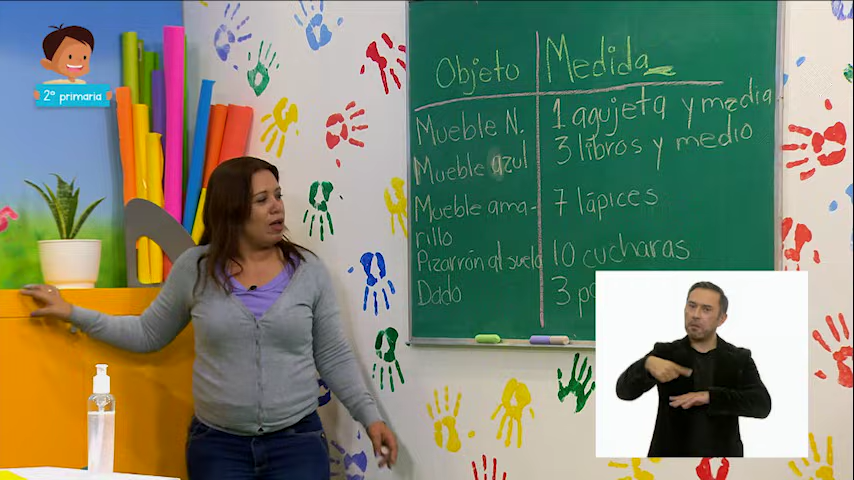 2º primaria
Objeto Medida
Mueble N. 1 agujeta y media
Mueble azul 3 libros y medio
Mueble ama- 7 lápices
rillo
Pizarrón al suelo 10 cucharas
Dado 3